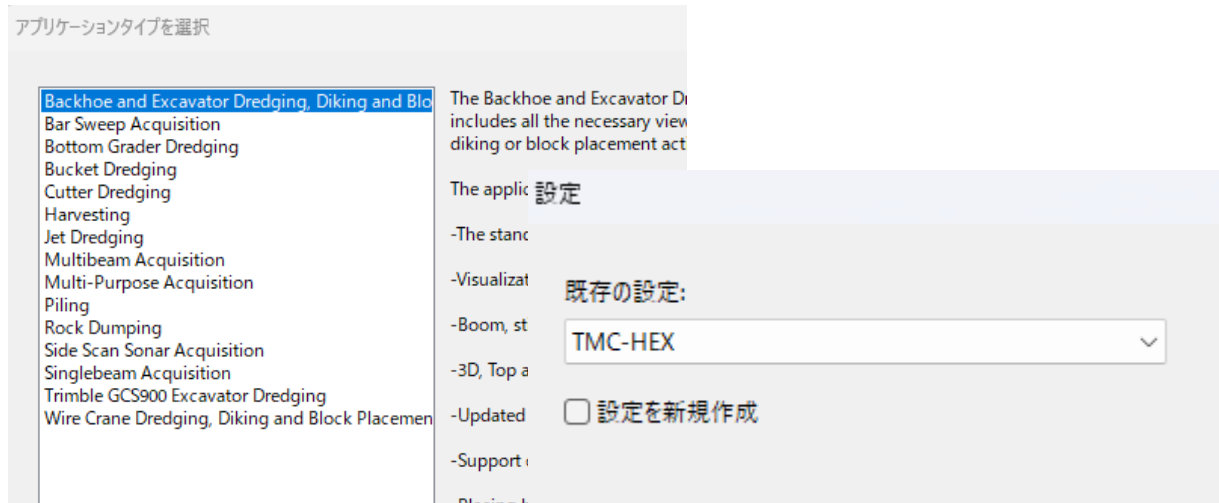 アプリケーションタイプを選択
Backhoe and Excavator Dredging, Diking and Blo
Bar Sweep Acquisition
Bottom Grader Dredging
Bucket Dredging
Cutter Dredging
Harvesting
Jet Dredging
Multibeam Acquisition
Multi-Purpose Acquisition
Piling
Rock Dumping
Side Scan Sonar Acquisition
Singlebeam Acquisition
Trimble GCS900 Excavator Dredging
Wire Crane Dredging, Diking and Block Placemen
The Backhoe and Excavator D
includes all the necessary view
diking or block placement act
The applic
-The stand
-Visualizat
-Boom, st
-3D, Top a
-Updated
-Support
設定
既存の設定:
TMC-HEX
設定を新規作成